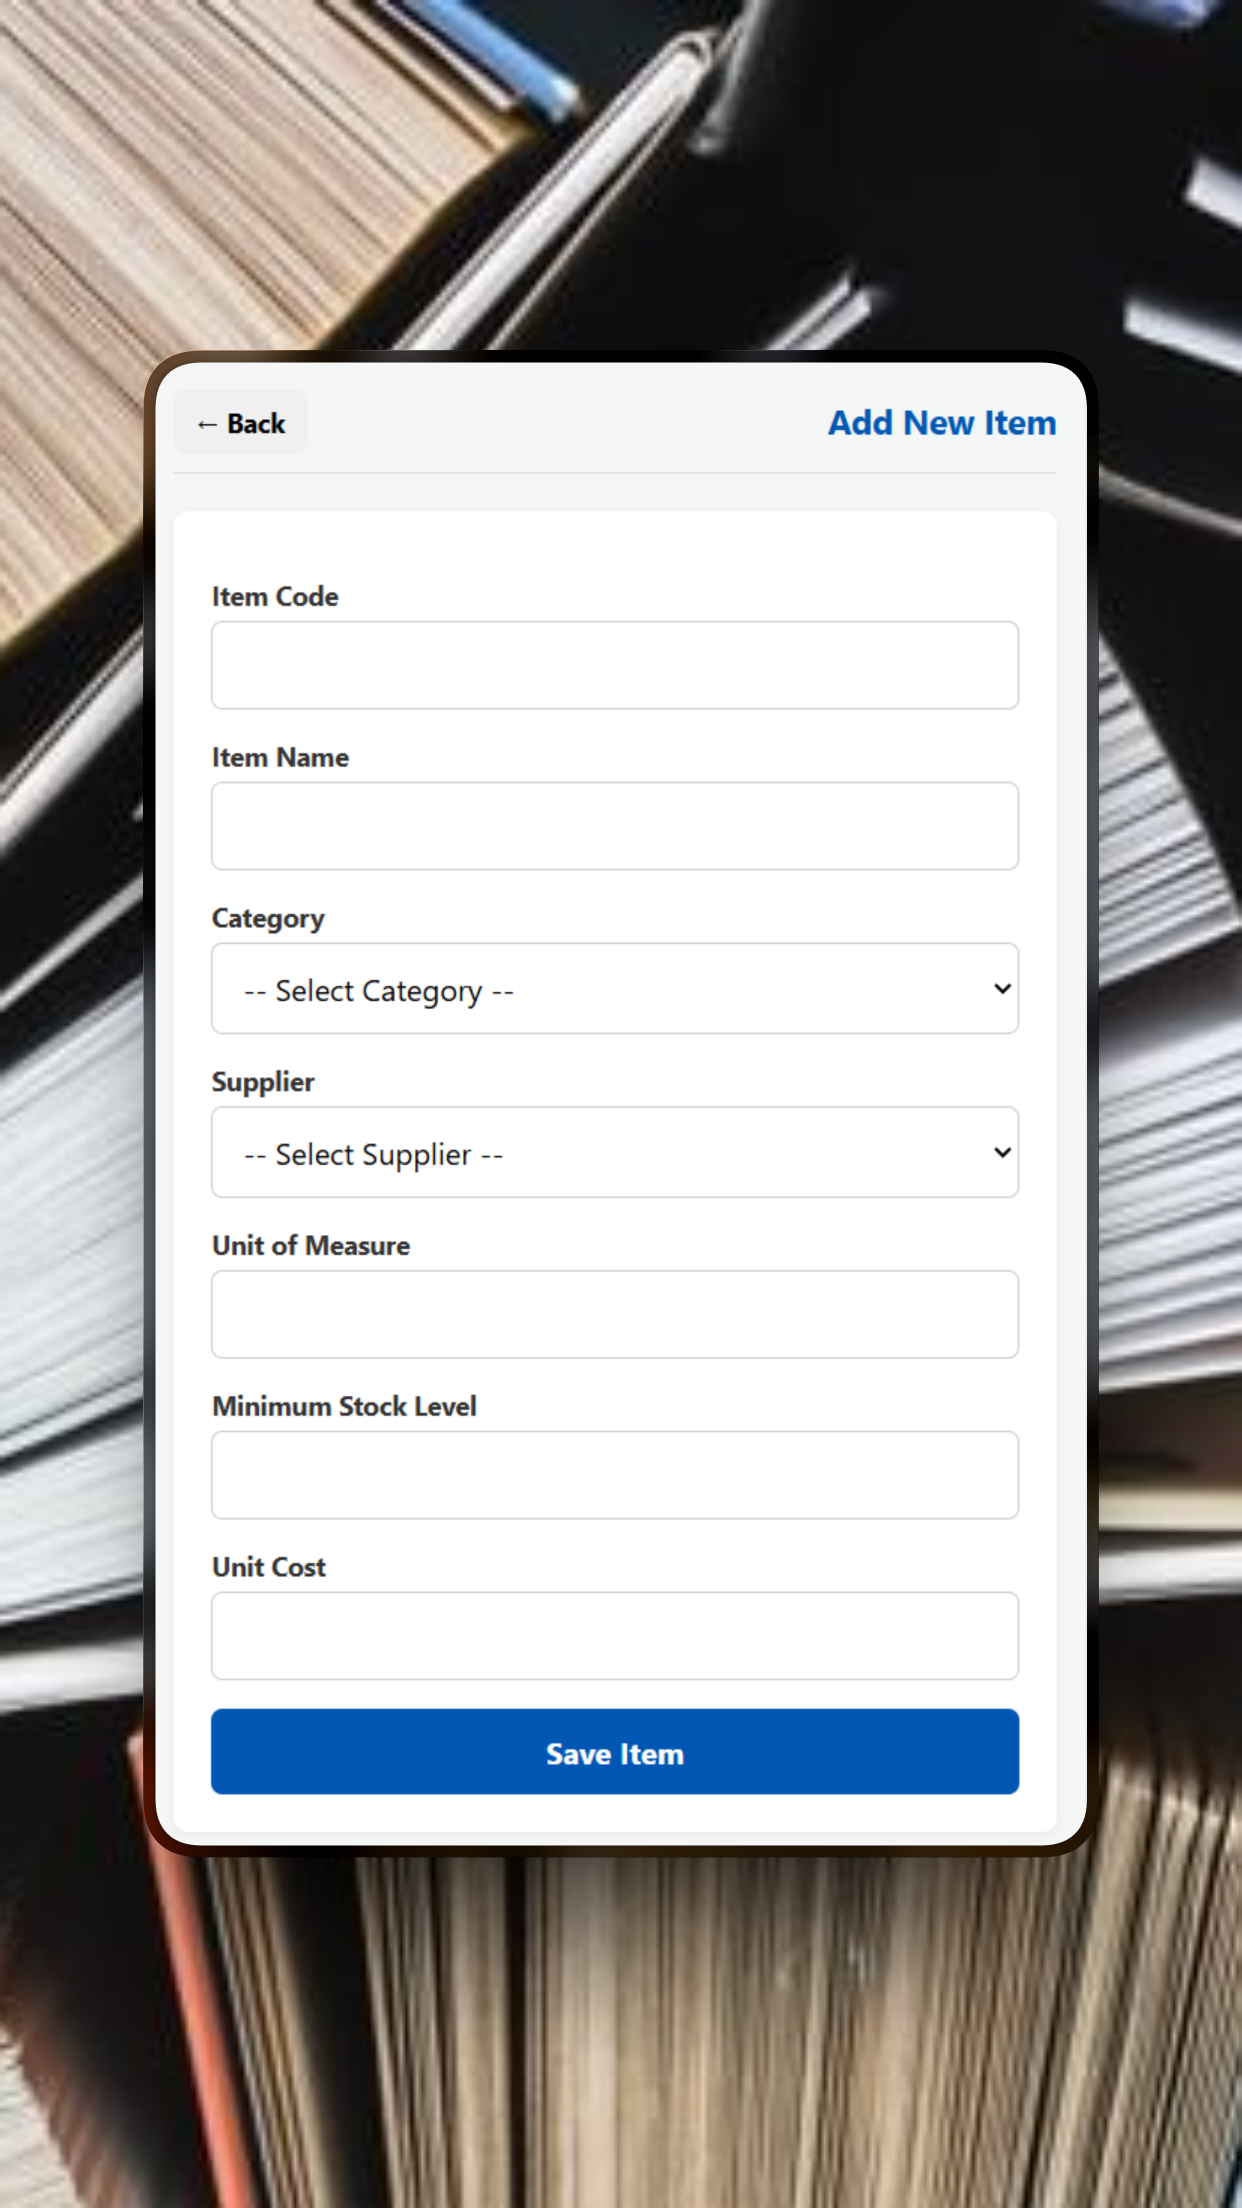 ← Back
Add New Item
Item Code
Item Name
Category
-- Select Category --
Supplier
-- Select Supplier --
Unit of Measure
Minimum Stock Level
Unit Cost
Save Item